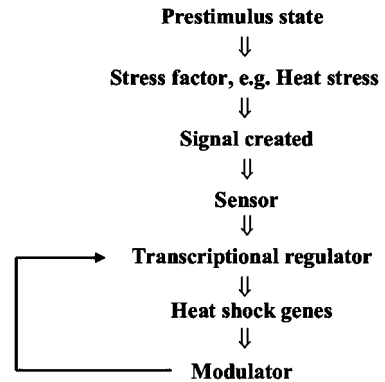 Prestimulus state
Stress factor, e.g. Heat stress
Signal created
Sensor
Transcriptional regulator
Heat shock genes
Modulator